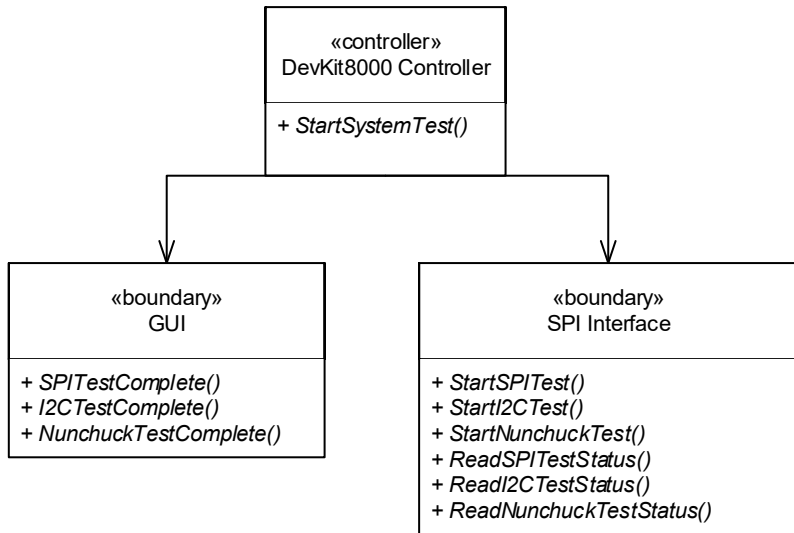 «controller»
DevKit8000 Controller
+ StartSystemTest()
«boundary»
GUI
+ SPITestComplete()
+ I2CTestComplete()
+ NunchuckTestComplete()
«boundary»
SPI Interface
+ StartSPITest()
+ StartI2CTest()
+ StartNunchuckTest()
+ ReadSPITestStatus()
+ ReadI2CTestStatus()
+ ReadNunchuckTestStatus()